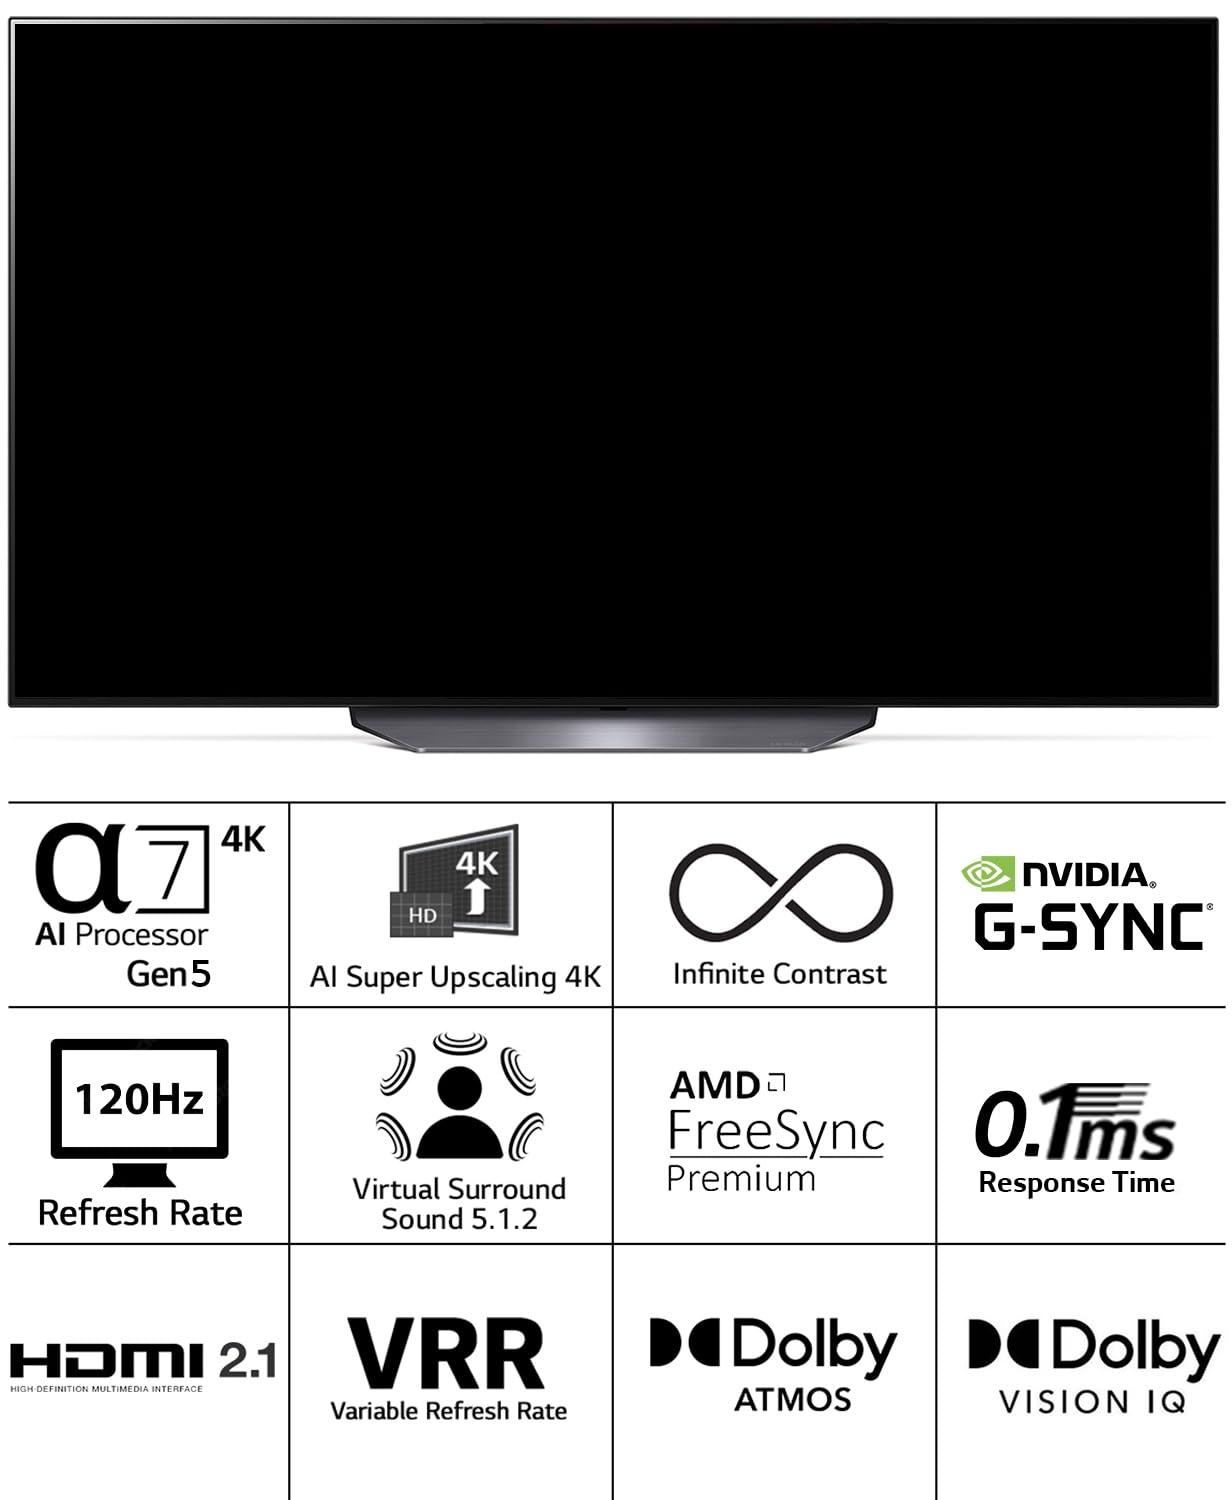 α7 4K
AI Processor
Gen5
4K
HD
AI Super Upscaling 4K
Infinite Contrast
NVIDIA®
G-SYNC®
120Hz
Refresh Rate
Virtual Surround
Sound 5.1.2
AMD
FreeSync
Premium
0.1ms
Response Time
HDMI 2.1
HIGH-DEFINITION MULTIMEDIA INTERFACE
VRR
Variable Refresh Rate
Dolby
ATMOS
Dolby
VISION IQ